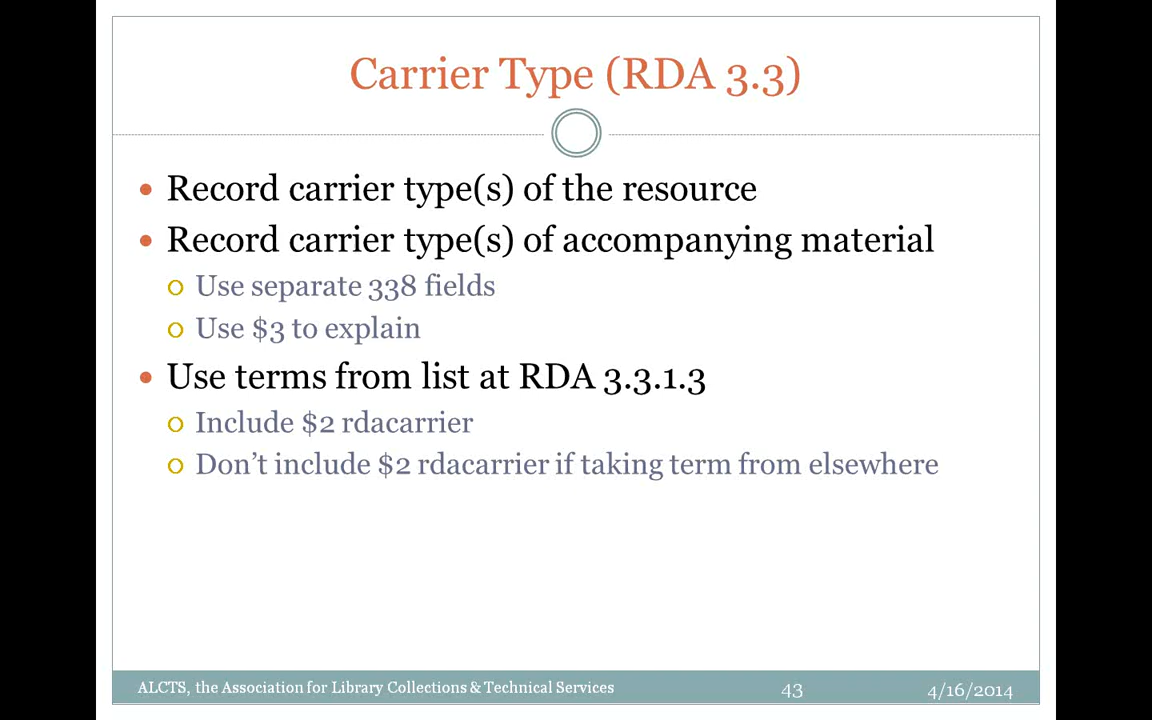 Carrier Type (RDA 3.3)
Record carrier type(s) of the resource
Record carrier type(s) of accompanying material
Use separate 338 fields
Use $3 to explain
Use terms from list at RDA 3.3.1.3
Include $2 rdacarrier
Don’t include $2 rdacarrier if taking term from elsewhere
ALCTS, the Association for Library Collections & Technical Services 43 4/16/2014